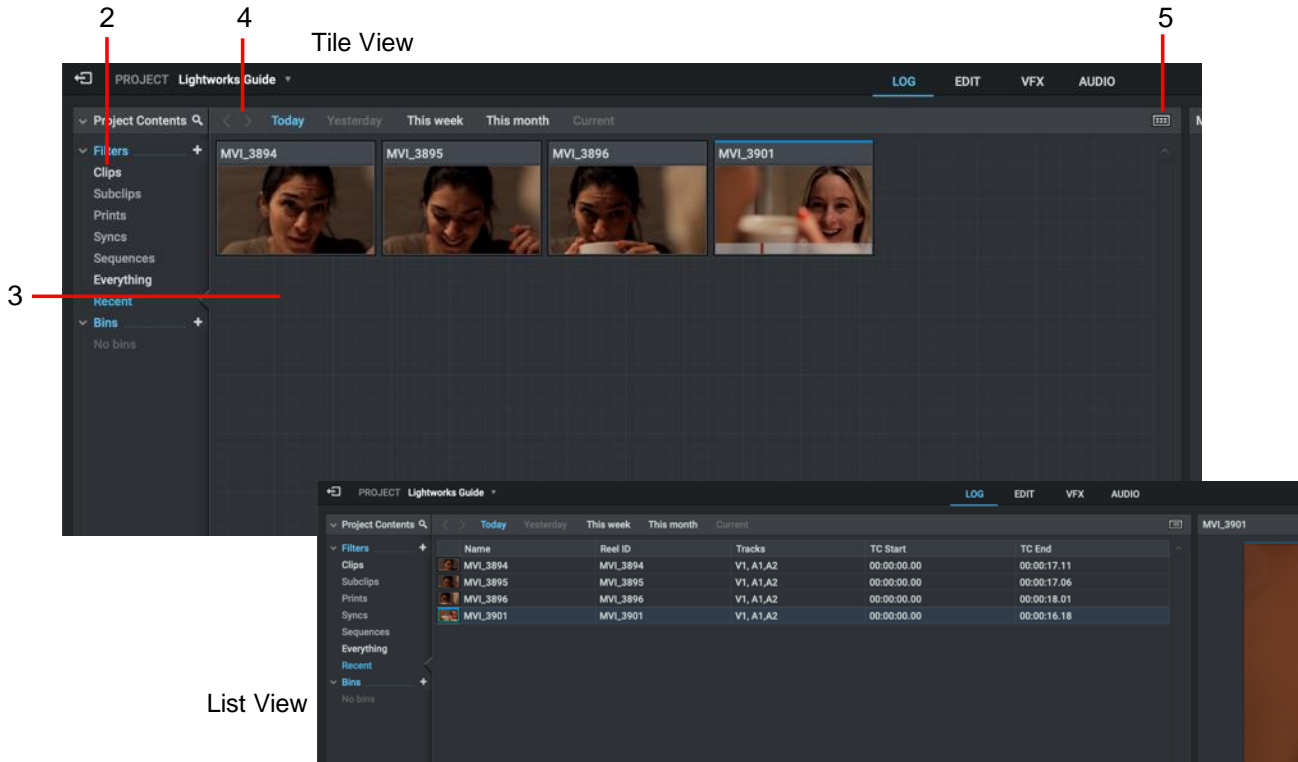 2 4 5
Tile View
PROJECT Lightworks Guide LOG EDIT VFX AUDIO
Project Contents Today Yesterday This week This month Current M
Filters +
Clips
Subclips
Prints
Syncs
Sequences
Everything
Recent
Bins +
No bins
MVI_3894 MVI_3895 MVI_3896 MVI_3901
3
PROJECT Lightworks Guide LOG EDIT VFX AUDIO
Project Contents Today Yesterday This week This month Current MVI_3901
Filters +
Clips
Subclips
Prints
Syncs
Sequences
Everything
Recent
Bins +
No bins
Name Reel ID Tracks TC Start TC End
MVI_3894 MVI_3894 V1, A1,A2 00:00:00.00 00:00:17.11
MVI_3895 MVI_3895 V1, A1,A2 00:00:00.00 00:00:17.06
MVI_3896 MVI_3896 V1, A1,A2 00:00:00.00 00:00:18.01
MVI_3901 MVI_3901 V1, A1,A2 00:00:00.00 00:00:16.18
List View